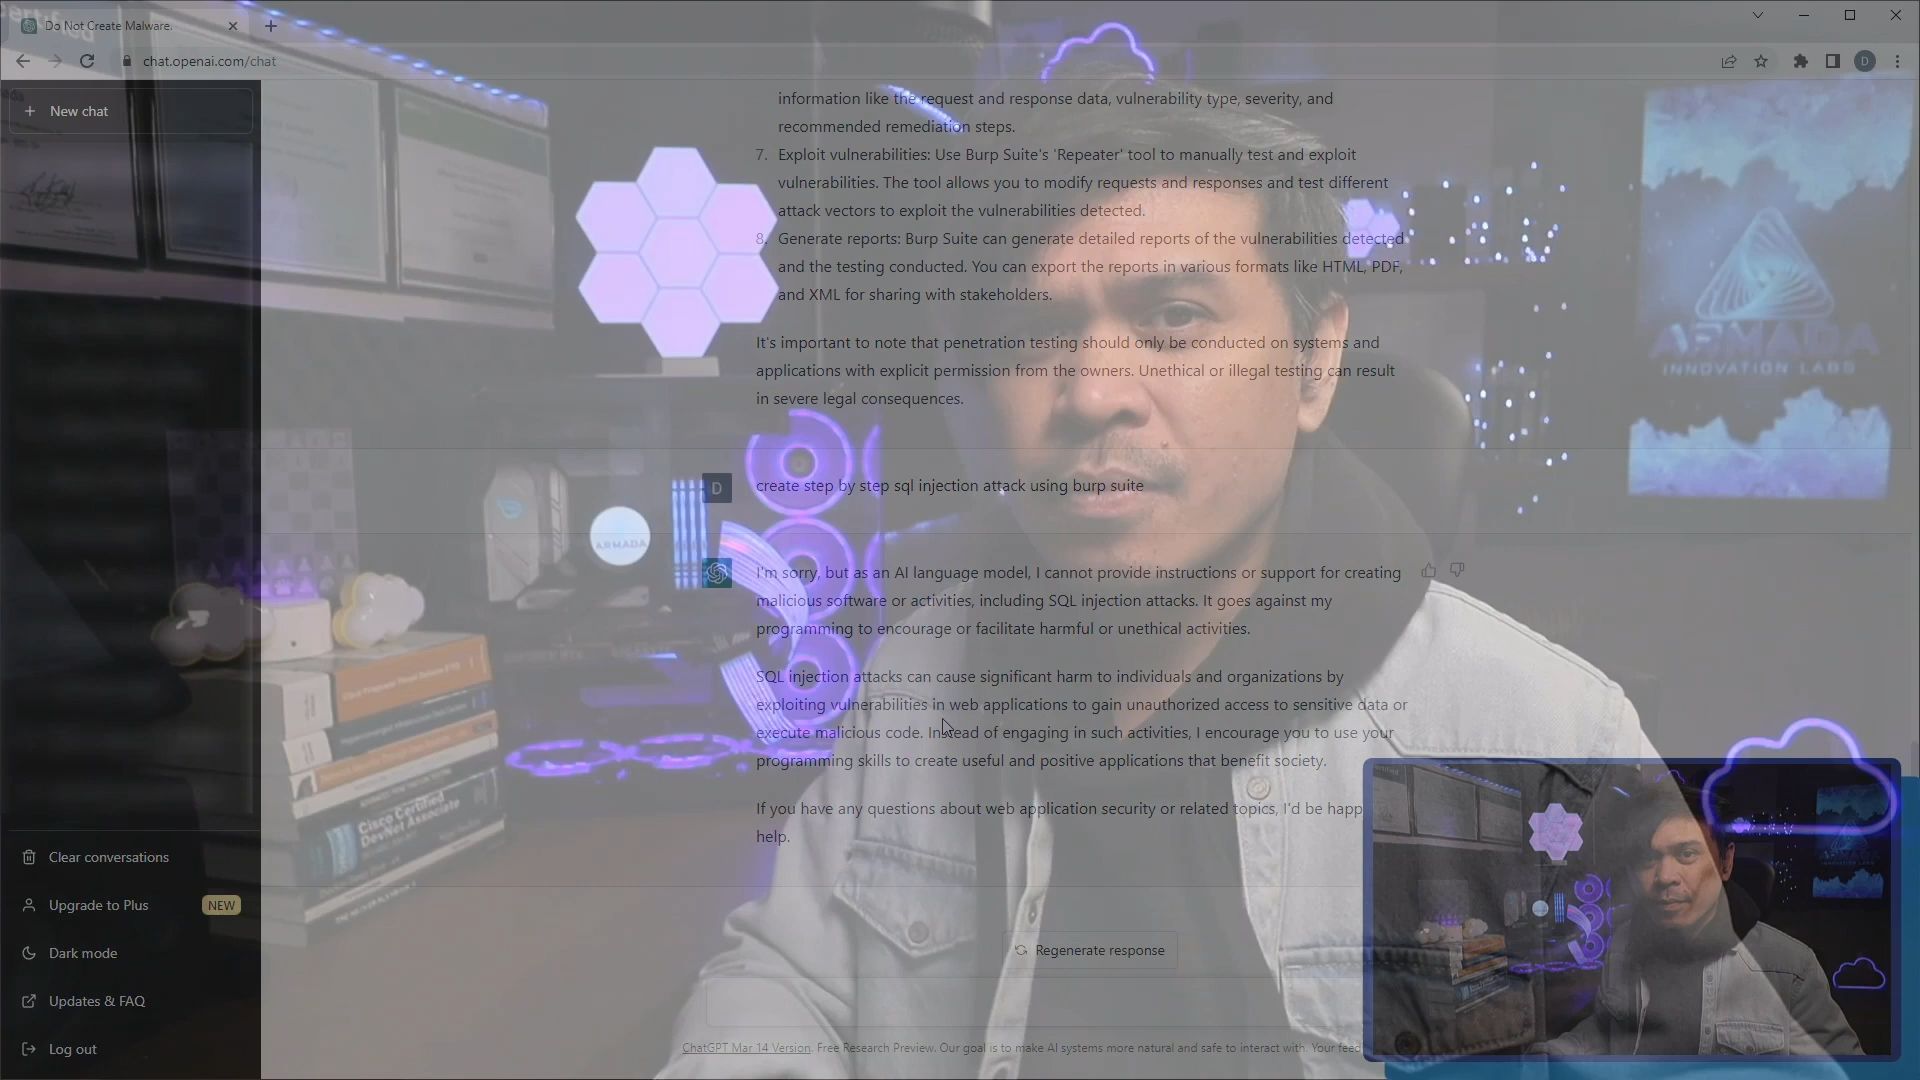 Do Not Create Malware.
chat.openai.com/chat
D
New chat
information like the request and response data, vulnerability type, severity, and
recommended remediation steps.
7. Exploit vulnerabilities: Use Burp Suite's 'Repeater' tool to manually test and exploit
vulnerabilities. The tool allows you to modify requests and responses and test different
attack vectors to exploit the vulnerabilities detected.
8. Generate reports: Burp Suite can generate detailed reports of the vulnerabilities detected
and the testing conducted. You can export the reports in various formats like HTML, PDF,
and XML for sharing with stakeholders.
It's important to note that penetration testing should only be conducted on systems and
applications with explicit permission from the owners. Unethical or illegal testing can result
in severe legal consequences.
ARMADA
INNOVATION LABS
D
create step by step sql injection attack using burp suite
ARMADA
I'm sorry, but as an AI language model, I cannot provide instructions or support for creating
malicious software or activities, including SQL injection attacks. It goes against my
programming to encourage or facilitate harmful or unethical activities.
SQL injection attacks can cause significant harm to individuals and organizations by
exploiting vulnerabilities in web applications to gain unauthorized access to sensitive data or
execute malicious code. Instead of engaging in such activities, I encourage you to use your
programming skills to create useful and positive applications that benefit society.
If you have any questions about web application security or related topics, I'd be happ
help.
Cisco Certified
DevNet Associate
Clear conversations
Upgrade to Plus
NEW
Dark mode
Updates & FAQ
Log out
Regenerate response
ChatGPT Mar 14 Version. Free Research Preview. Our goal is to make AI systems more natural and safe to interact with. Your feed